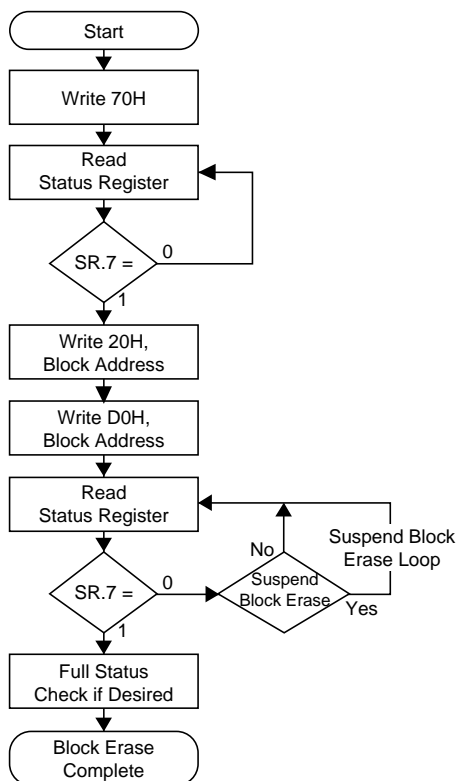 Start
Write 70H
Read
Status Register
SR.7 =
0
1
Write 20H,
Block Address
Write D0H,
Block Address
Read
Status Register
SR.7 =
0
1
Suspend
Block Erase
No
Yes
Suspend Block
Erase Loop
Full Status
Check if Desired
Block Erase
Complete